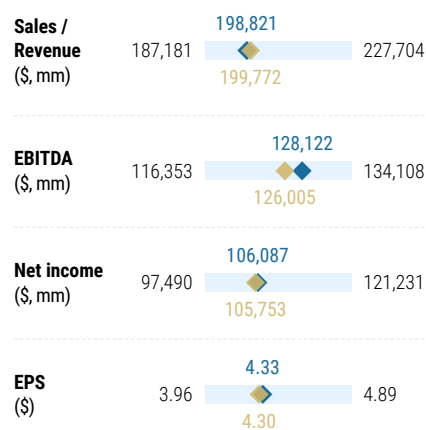 Sales /
Revenue
($, mm)
198,821
187,181
227,704
199,772
EBITDA
($, mm)
128,122
116,353
134,108
126,005
Net income
($, mm)
106,087
97,490
121,231
105,753
EPS
($)
4.33
3.96
4.89
4.30